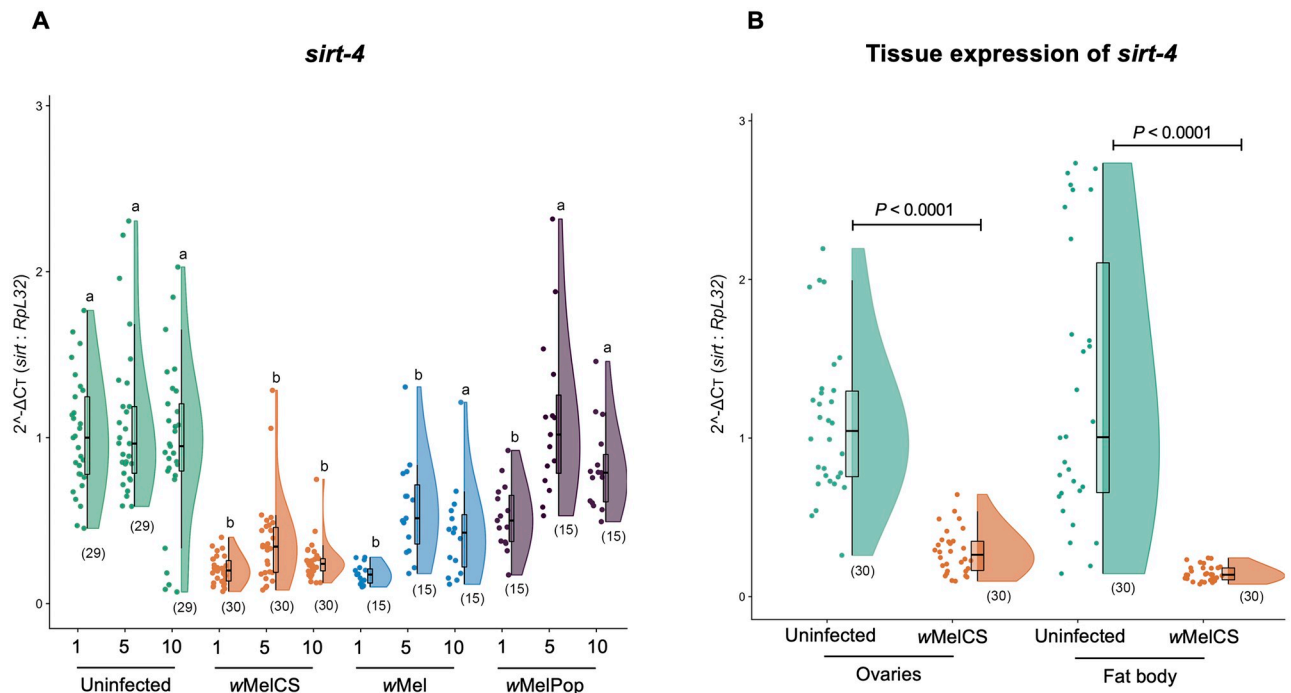 A
sirt-4
2^-ΔCT (sirt : RpL32)
3
2
1
0
a
a
a
b
b
b
b
b
a
b
a
a
(29)
(29)
(29)
(30)
(30)
(30)
(15)
(15)
(15)
(15)
(15)
(15)
1 5 10 1 5 10 1 5 10 1 5 10
Uninfected wMelCS wMel wMelPop
B
Tissue expression of sirt-4
2^-ΔCT (sirt : RpL32)
3
2
1
0
P < 0.0001
P < 0.0001
(30)
(30)
(30)
(30)
Uninfected wMelCS Uninfected wMelCS
Ovaries Fat body